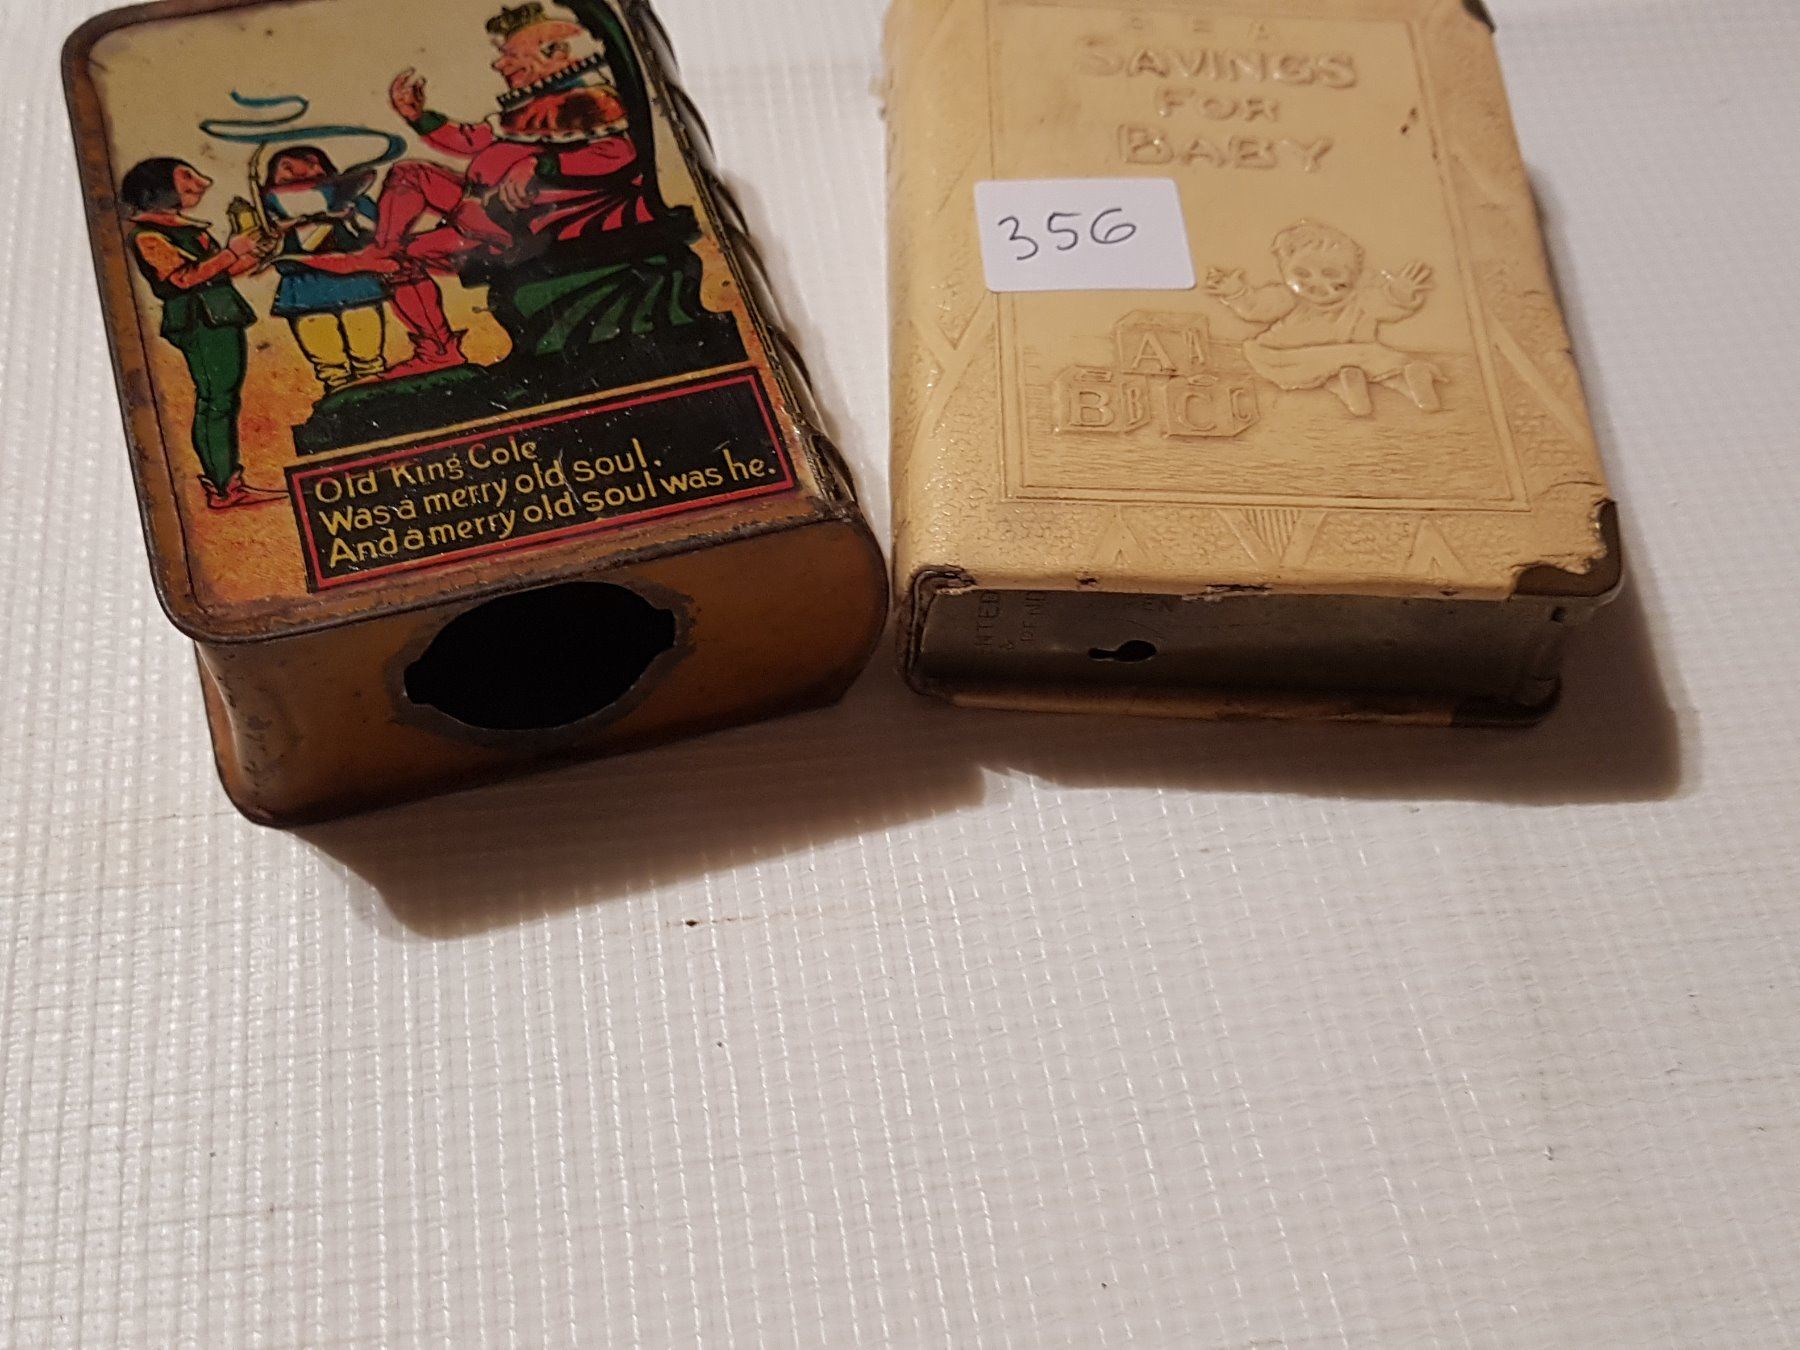 Old King Cole
Was a merry old soul.
And a merry old soul was he.
SAVINGS
FOR
BABY
356
A A
B B C C